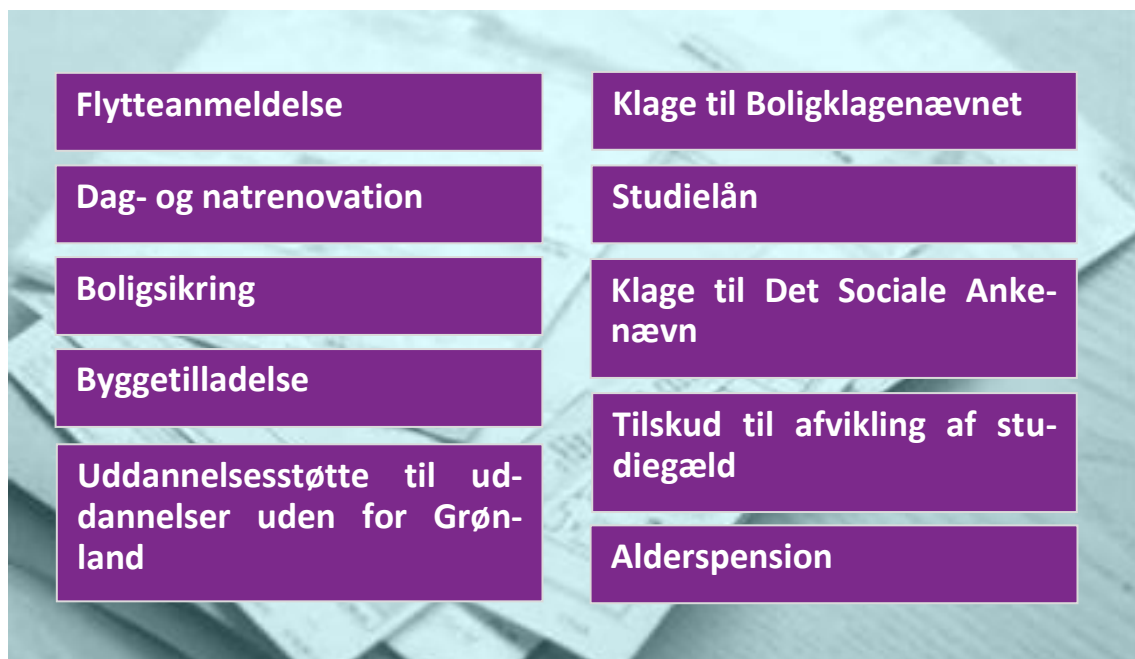 Flytteanmeldelse
Dag- og natrenovation
Boligsikring
Byggetilladelse
Uddannelsesstøtte til ud-
dannelser uden for Grøn-
land
Klage til Boligklagenævnet
Studielån
Klage til Det Sociale Anke-
nævn
Tilskud til afvikling af stu-
diegæld
Alderspension